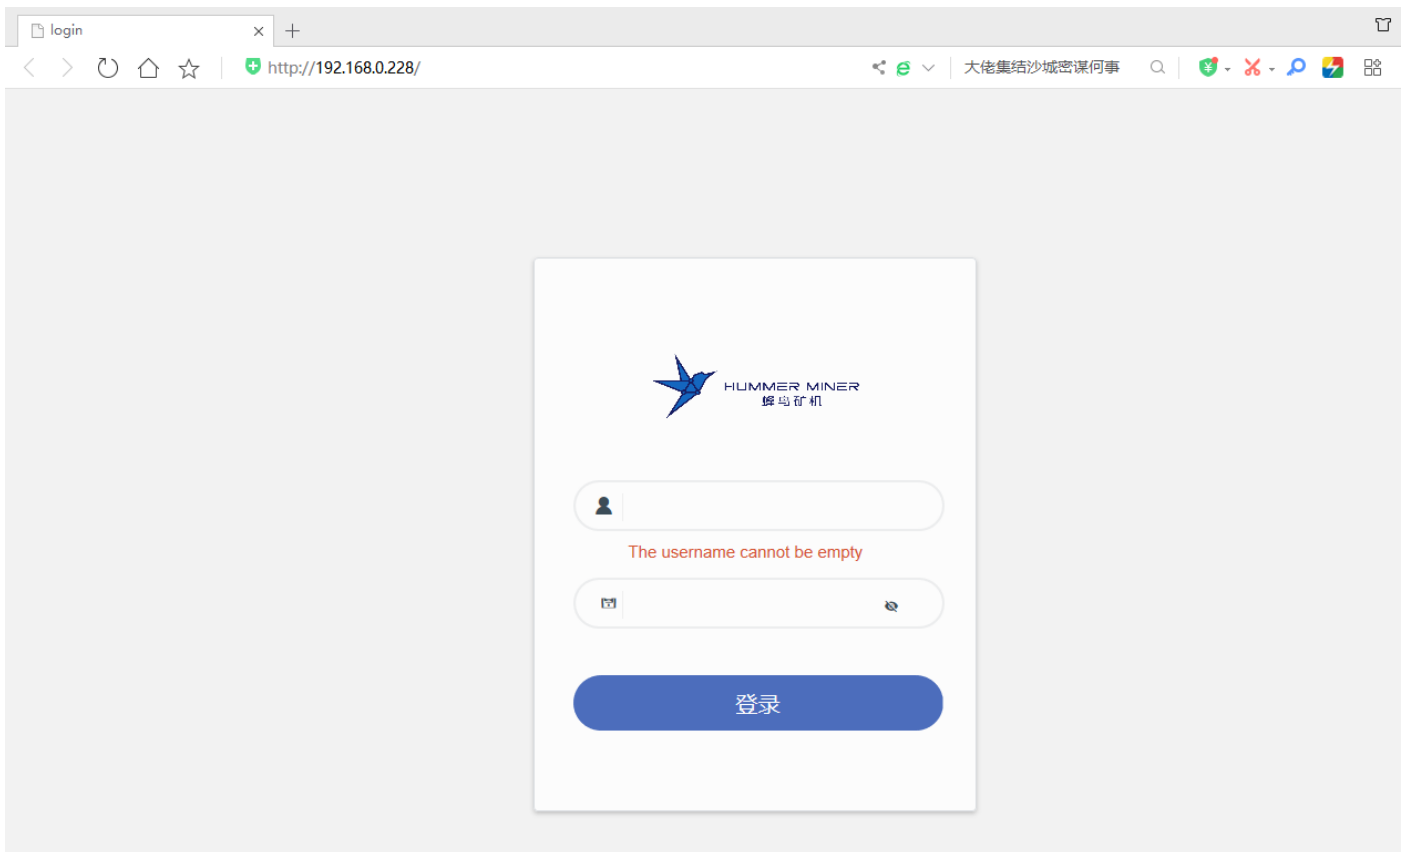 login
http://192.168.0.228/
大佬集结沙城密谋何事
HUMMER MINER
蜂鸟矿机
The username cannot be empty
登录